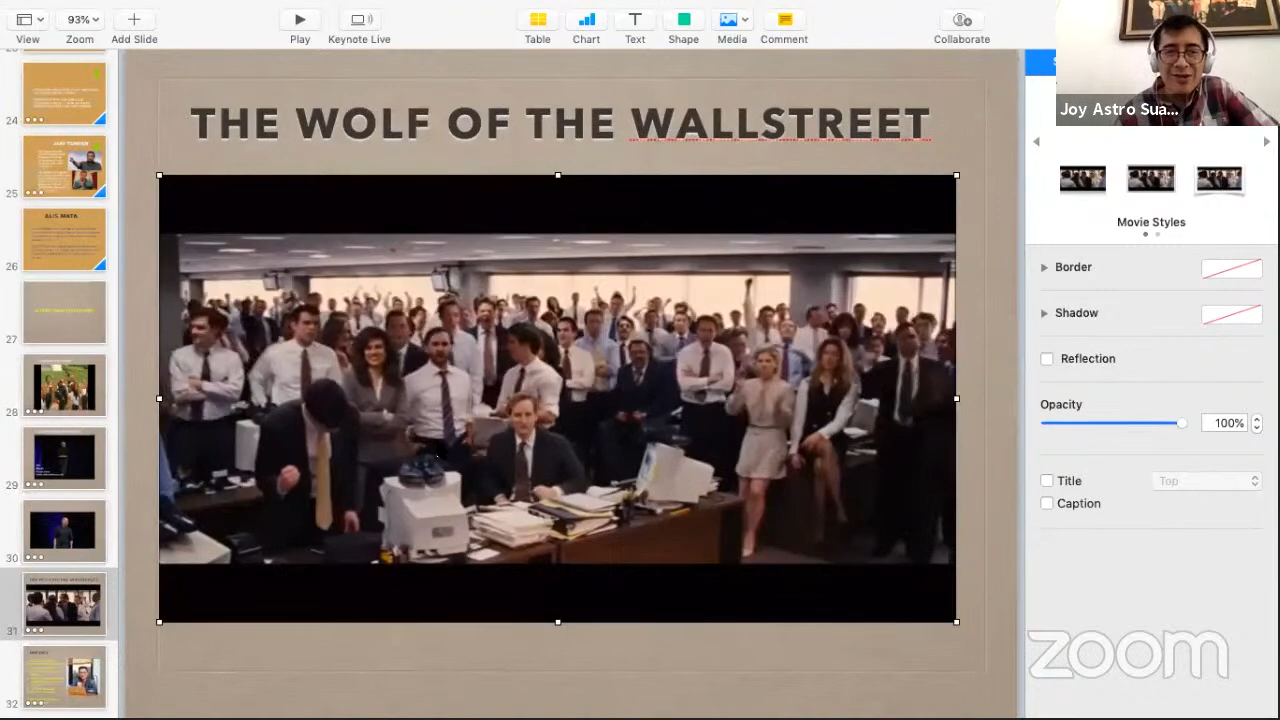 93%
View
Zoom
Add Slide
Play
Keynote Live
Table
Chart
Text
Shape
Media
Comment
Collaborate
Joy Astro Sua...
24
25
ALIS MATA
26
27
28
29
30
31
32
THE WOLF OF THE WALLSTREET
Movie Styles
Border
Shadow
Reflection
Opacity
100%
Title
Top
Caption
zoom